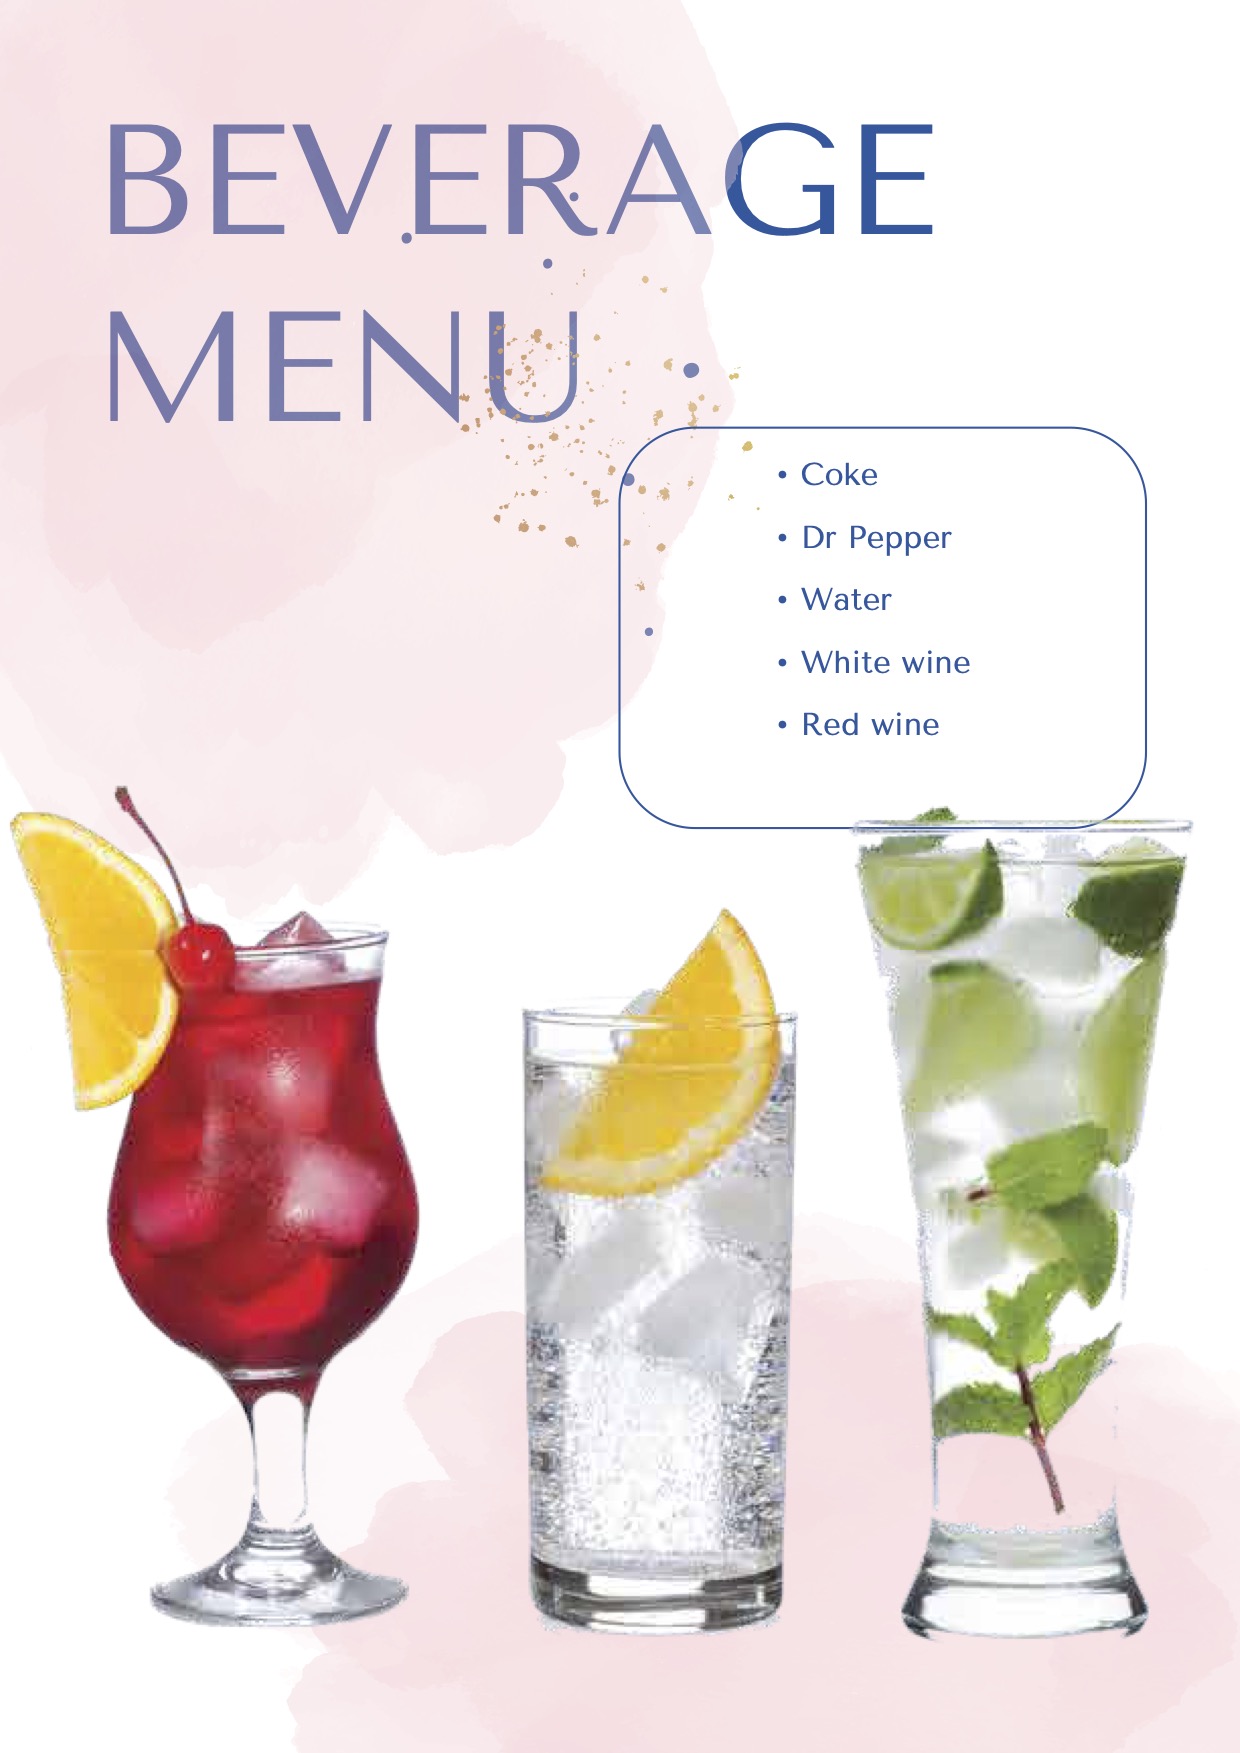 BEVERAGE
MENU
• Coke
• Dr Pepper
• Water
• White wine
• Red wine